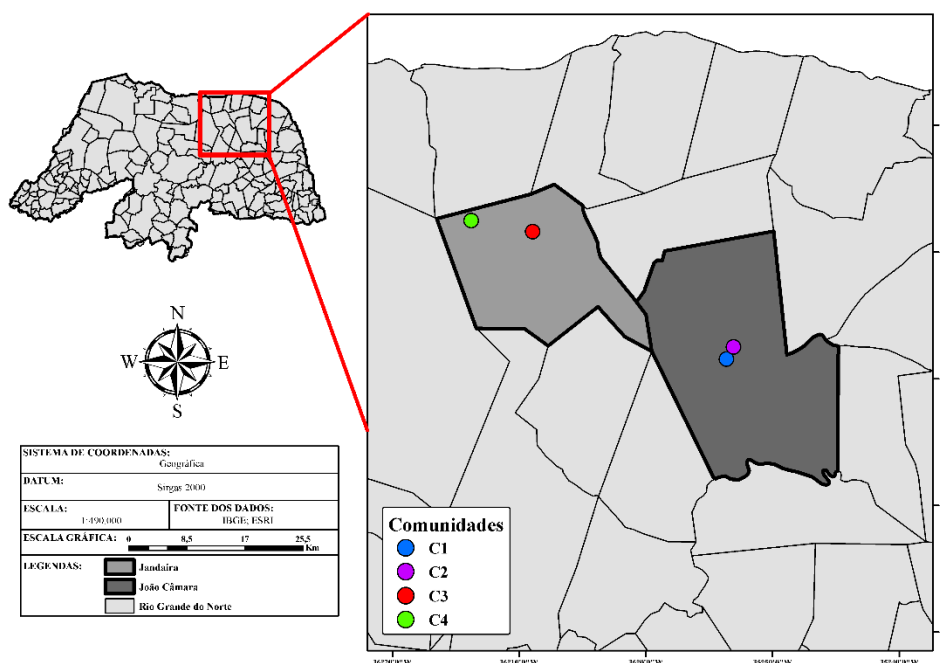 N
W
E
S
SISTEMA DE COORDENADAS:
Geográfica
DATUM:
Sirgas 2000
ESCALA:
1:490.000
FONTE DOS DADOS:
IBGE; ESRI
ESCALA GRÁFICA: 0 8,5 17 25,5
Km
LEGENDAS:
Jandaíra
João Câmara
Rio Grande do Norte
Comunidades
C1
C2
C3
C4